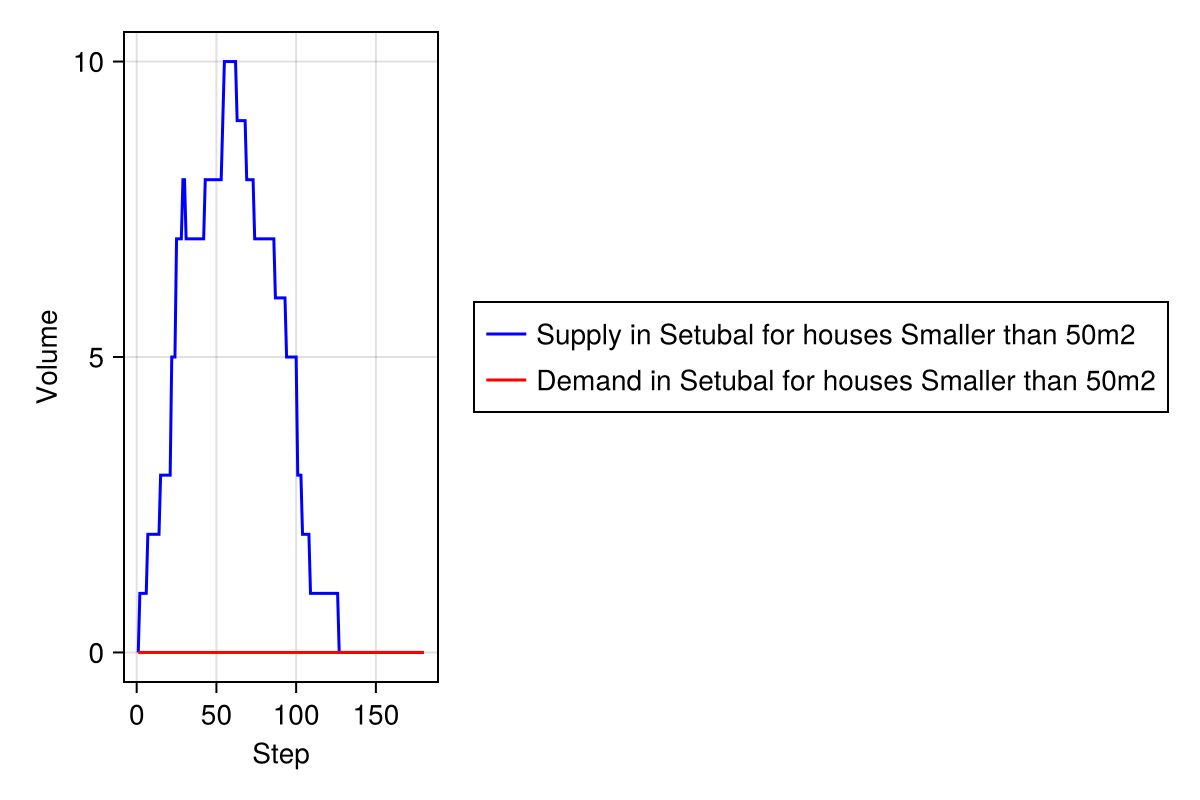 10
5
0
Volume
0 50 100 150
Step
Supply in Setubal for houses Smaller than 50m2
Demand in Setubal for houses Smaller than 50m2